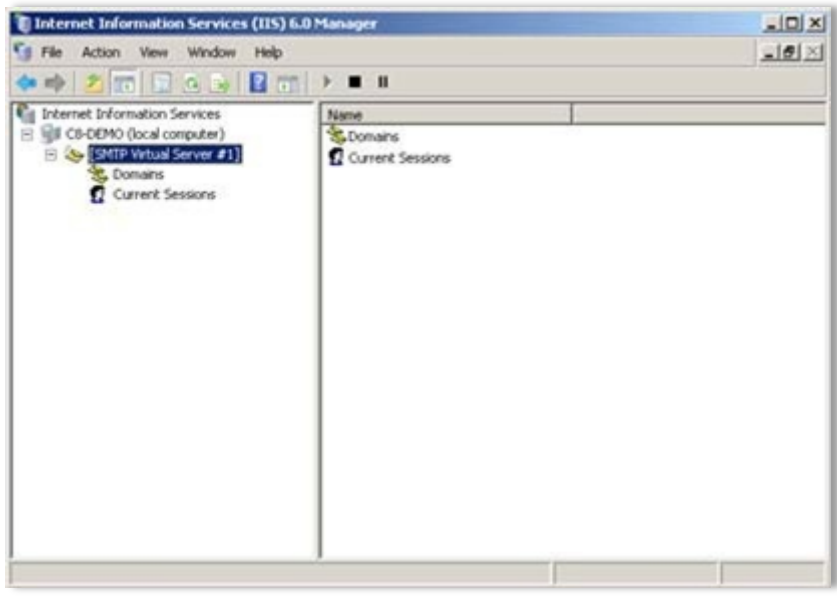 Internet Information Services (IIS) 6.0 Manager
File Action View Window Help
Internet Information Services
C8-DEMO (local computer)
[SMTP Virtual Server #1]
Domains
Current Sessions
Name
Domains
Current Sessions